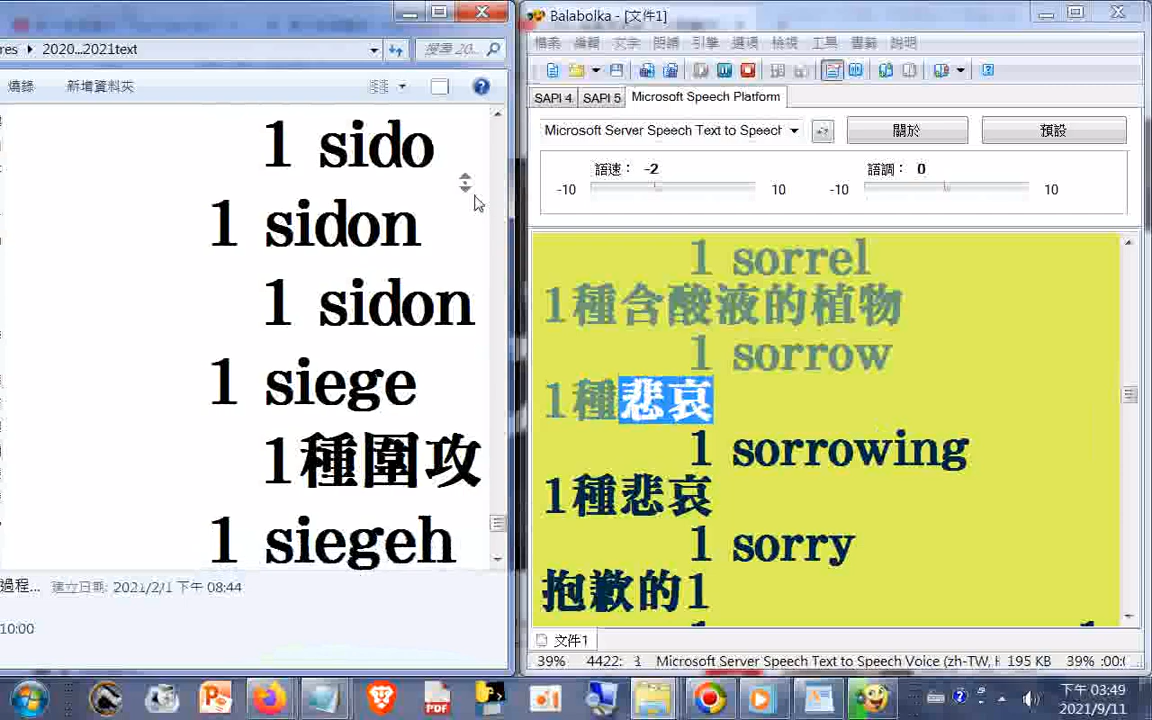 res ▸ 2020...2021text
搜尋 20...
燒錄 新增資料夾
1 sido
1 sidon
1 sidon
1 siege
1種圍攻
1 siegeh
過程... 建立日期: 2021/2/1 下午 08:44
10:00
Balabolka - [文件1]
檔案 編輯 文字 閱讀 引擎 選項 檢視 工具 書籤 說明
SAPI 4 SAPI 5 Microsoft Speech Platform
Microsoft Server Speech Text to Speech
關於 預設
語速: -2 語調: 0
-10 10 -10 10
1 sorrel
1種含酸液的植物
1 sorrow
1種悲哀
1 sorrowing
1種悲哀
1 sorry
抱歉的1
文件1
39% 4422: 1 Microsoft Server Speech Text to Speech Voice (zh-TW, H 195 KB 39%
PDF
下午 03:49
2021/9/11